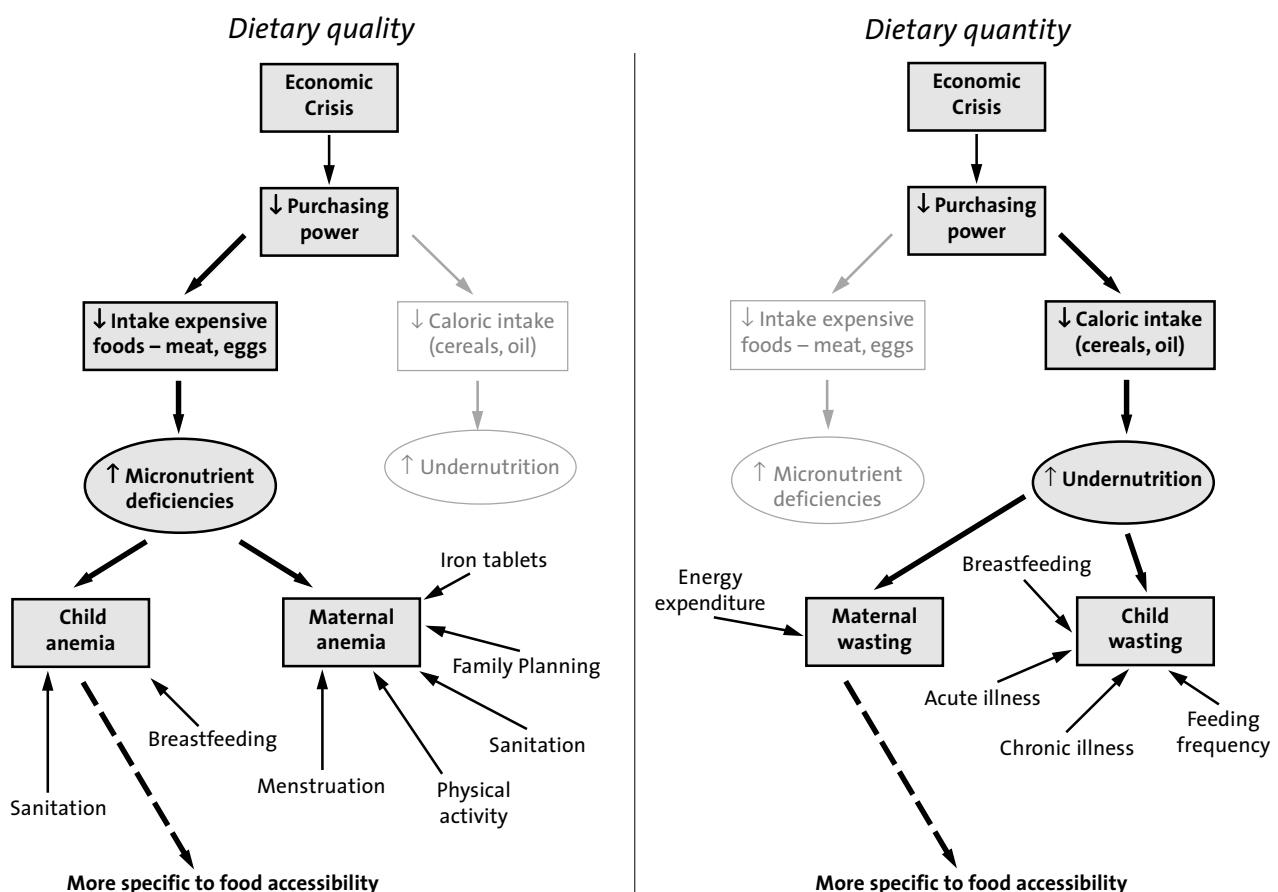 Dietary quality
Economic
Crisis
↓ Purchasing
power
↓ Intake expensive
foods – meat, eggs
↓ Caloric intake
(cereals, oil)
↑ Micronutrient
deficiencies
↑ Undernutrition
Child
anemia
Maternal
anemia
Iron tablets
Family Planning
Sanitation
Physical
activity
Menstruation
Breastfeeding
Sanitation
More specific to food accessibility
Dietary quantity
Economic
Crisis
↓ Purchasing
power
↓ Intake expensive
foods – meat, eggs
↓ Caloric intake
(cereals, oil)
↑ Micronutrient
deficiencies
↑ Undernutrition
Energy
expenditure
Maternal
wasting
Breastfeeding
Child
wasting
Acute illness
Chronic illness
Feeding
frequency
More specific to food accessibility